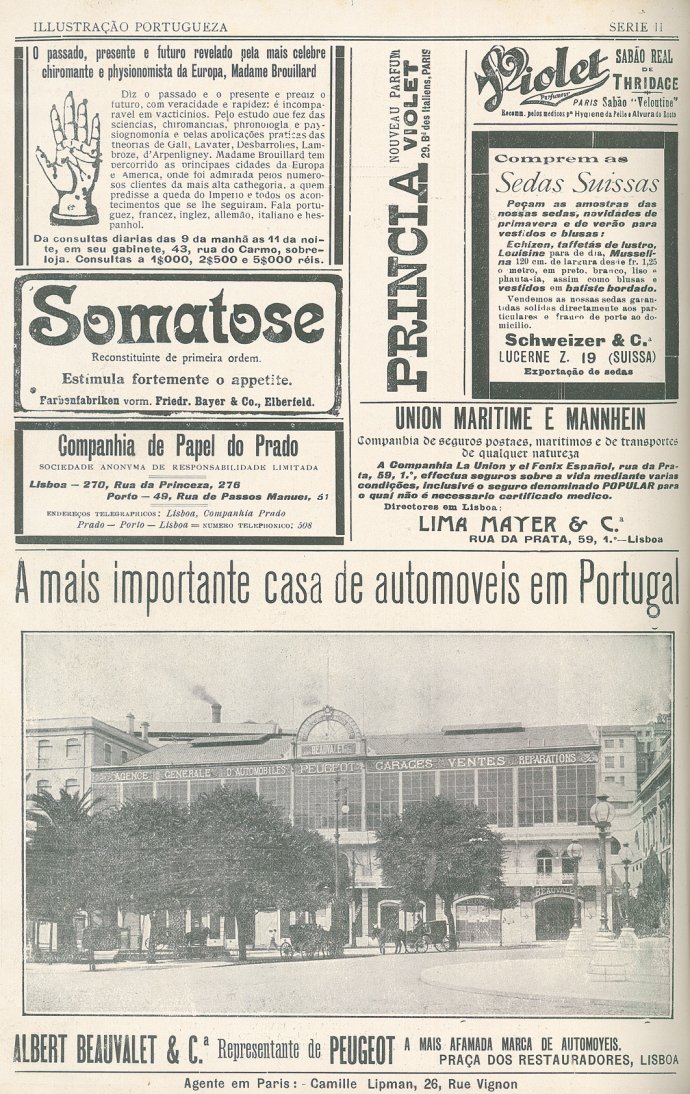 ILLUSTRAÇÃO PORTUGUEZA
SERIE II
O passado, presente e futuro revelado pela mais celebre
chiromante e physionomista da Europa, Madame Brouillard
Diz o passado e o presente e prediz o
futuro, com veracidade e rapidez: é incompa-
ravel em vacticinios. Pelo estudo que fez das
sciencias, chiromancias, phronologia e phy-
siognomonia e pelas applicações praticas das
theorias de Gall, Lavater, Desbarrolles, Lam-
broze, d'Arpenligney. Madame Brouillard tem
percorrido as principaes cidades da Europa
e America, onde foi admirada pelos numero-
sos clientes da mais alta cathegoria, a quem
predisse a queda do Imperio e todos os acon-
tecimentos que se lhe seguiram. Fala portu-
guez, francez, inglez, allemão, italiano e hes-
panhol.
Da consultas diarias das 9 da manhã as 11 da noi-
te, em seu gabinete, 43, rua do Carmo, sobre-
loja. Consultas a 1$000, 2$500 e 5$000 réis.
Somatose
Reconstituinte de primeira ordem.
Estimula fortemente o appetite.
Farbenfabriken vorm. Friedr. Bayer & Co., Elberfeld.
Companhia de Papel do Prado
SOCIEDADE ANONYMA DE RESPONSABILIDADE LIMITADA
Lisboa — 270, Rua da Princeza, 276
Porto — 49, Rua de Passos Manuel, 51
ENDEREÇOS TELEGRAPHICOS: Lisboa, Companhia Prado
Prado — Porto — Lisboa = NUMERO TELEPHONICO: 508
PRINCIA
NOUVEAU PARFUM
VIOLET
29, Bd des Italiens, PARIS
Violet
Parfumeur
PARIS
SABÃO REAL
DE
THRIDACE
Sabão "Veloutine"
Recomm. pelos medicos pa Hygiene da Pelle e Alvura do Rosto
Comprem as
Sedas Suissas
Peçam as amostras das
nossas sedas, novidades de
primavera e de verão para
vestidos e blusas:
Echizen, taffetás de lustro,
Louisine para de dia, Musseli-
na 120 cm. de largura desde fr. 1,25
o metro, em preto, branco, liso e
phantasia, assim como blusas e
vestidos em batiste bordado.
Vendemos as nossas sedas garan-
tidas solidas directamente aos par-
ticulares e franco de porte ao do-
micilio.
Schweizer & C.a
LUCERNE Z. 19 (SUISSA)
Exportação de sedas
UNION MARITIME E MANNHEIN
Companhia de seguros postaes, maritimos e de transportes
de qualquer natureza
A Companhia La Union y el Fenix Español, rua da Pra-
ta, 59, 1.º, effectua seguros sobre a vida mediante varias
condições, inclusivé o seguro denominado POPULAR para
o qual não é necessario certificado medico.
Directores em Lisboa:
LIMA MAYER & C.a
RUA DA PRATA, 59, 1.º—Lisboa
A mais importante casa de automoveis em Portugal
BEAUVALET
AGENCE GENERALE D'AUTOMOBILES PEUGEOT GARAGES VENTES REPARATIONS
BEAUVALET
ALBERT BEAUVALET & C.a Representante de PEUGEOT A MAIS AFAMADA MARCA DE AUTOMOVEIS.
PRAÇA DOS RESTAURADORES, LISBOA
Agente em Paris: - Camille Lipman, 26, Rue Vignon